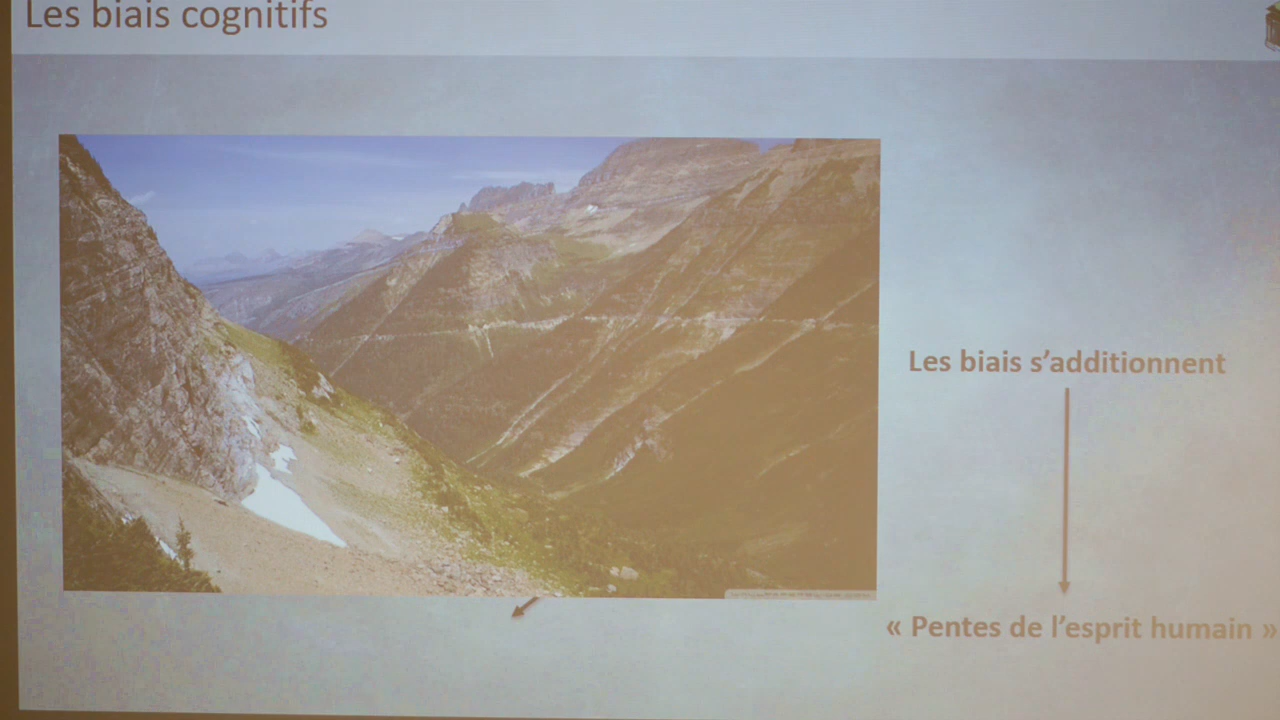 Les biais cognitifs
Les biais s'additionnent
« Pentes de l'esprit humain »